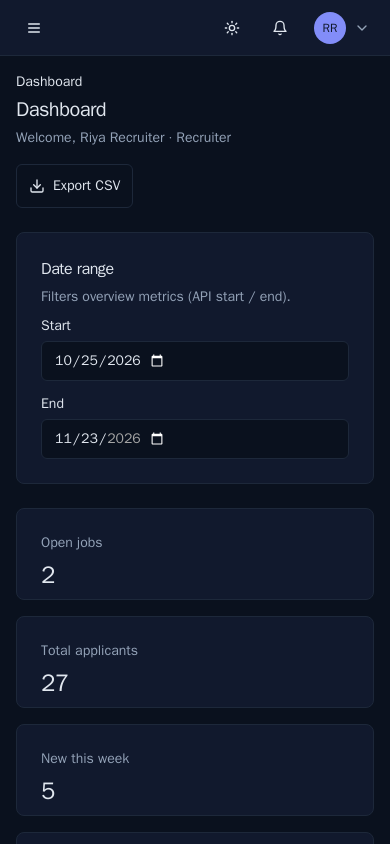 RR
Dashboard
Dashboard
Welcome, Riya Recruiter · Recruiter
Export CSV
Date range
Filters overview metrics (API start / end).
Start
10/25/2026
End
11/23/2026
Open jobs
2
Total applicants
27
New this week
5